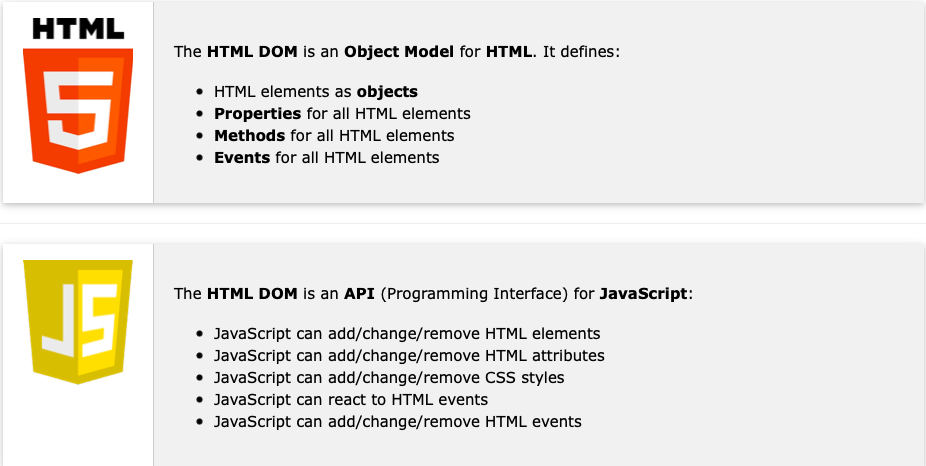 HTML
5
The HTML DOM is an Object Model for HTML. It defines:
HTML elements as objects
Properties for all HTML elements
Methods for all HTML elements
Events for all HTML elements
JS
The HTML DOM is an API (Programming Interface) for JavaScript:
JavaScript can add/change/remove HTML elements
JavaScript can add/change/remove HTML attributes
JavaScript can add/change/remove CSS styles
JavaScript can react to HTML events
JavaScript can add/change/remove HTML events